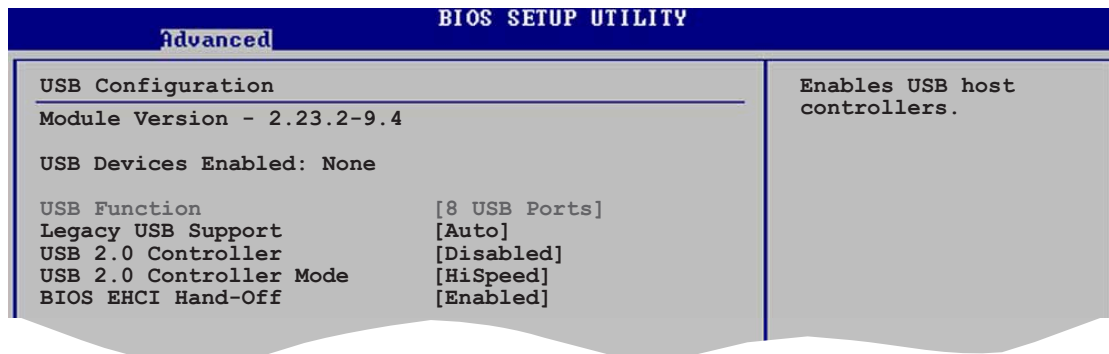 BIOS SETUP UTILITY
Advanced
USB Configuration
Module Version - 2.23.2-9.4
USB Devices Enabled: None
USB Function [8 USB Ports]
Legacy USB Support [Auto]
USB 2.0 Controller [Disabled]
USB 2.0 Controller Mode [HiSpeed]
BIOS EHCI Hand-Off [Enabled]
Enables USB host
controllers.